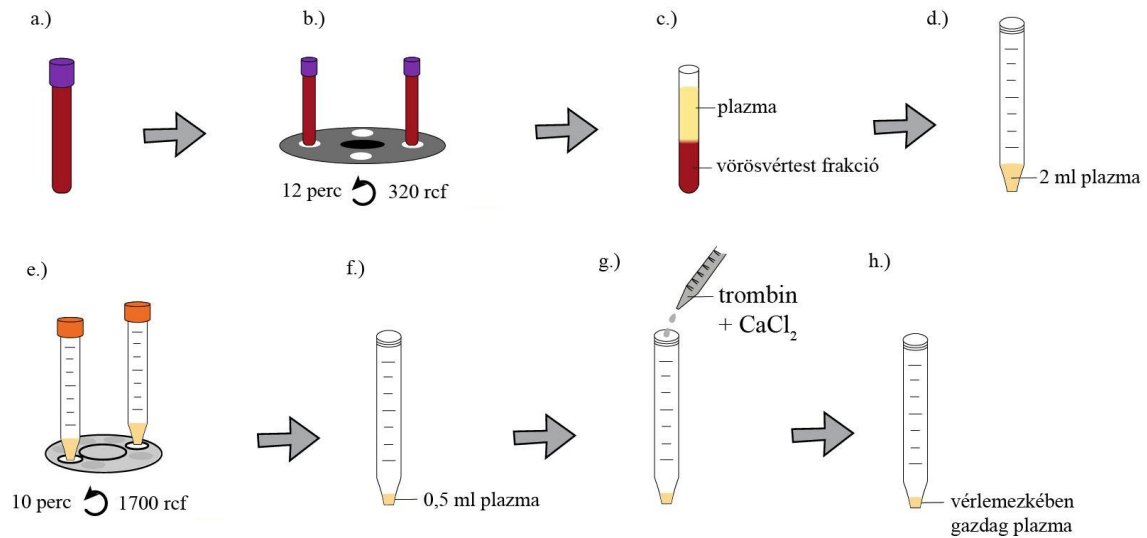 a.)
b.)
c.)
d.)
plazma
vörösvértest frakció
2 ml plazma
12 perc 320 rcf
e.)
f.)
g.)
h.)
trombin
+ CaCl₂
10 perc 1700 rcf
0,5 ml plazma
vérlemezkében
gazdag plazma